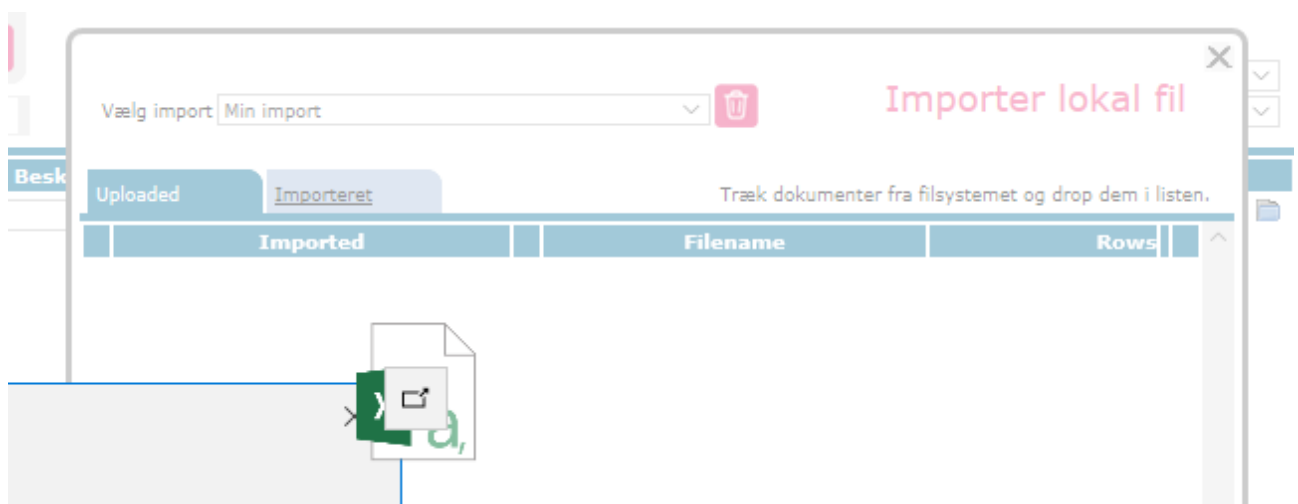 Importer lokal fil
Vælg import Min import
Besk
Uploaded Importeret Træk dokumenter fra filsystemet og drop dem i listen.
Imported Filename Rows
X a,